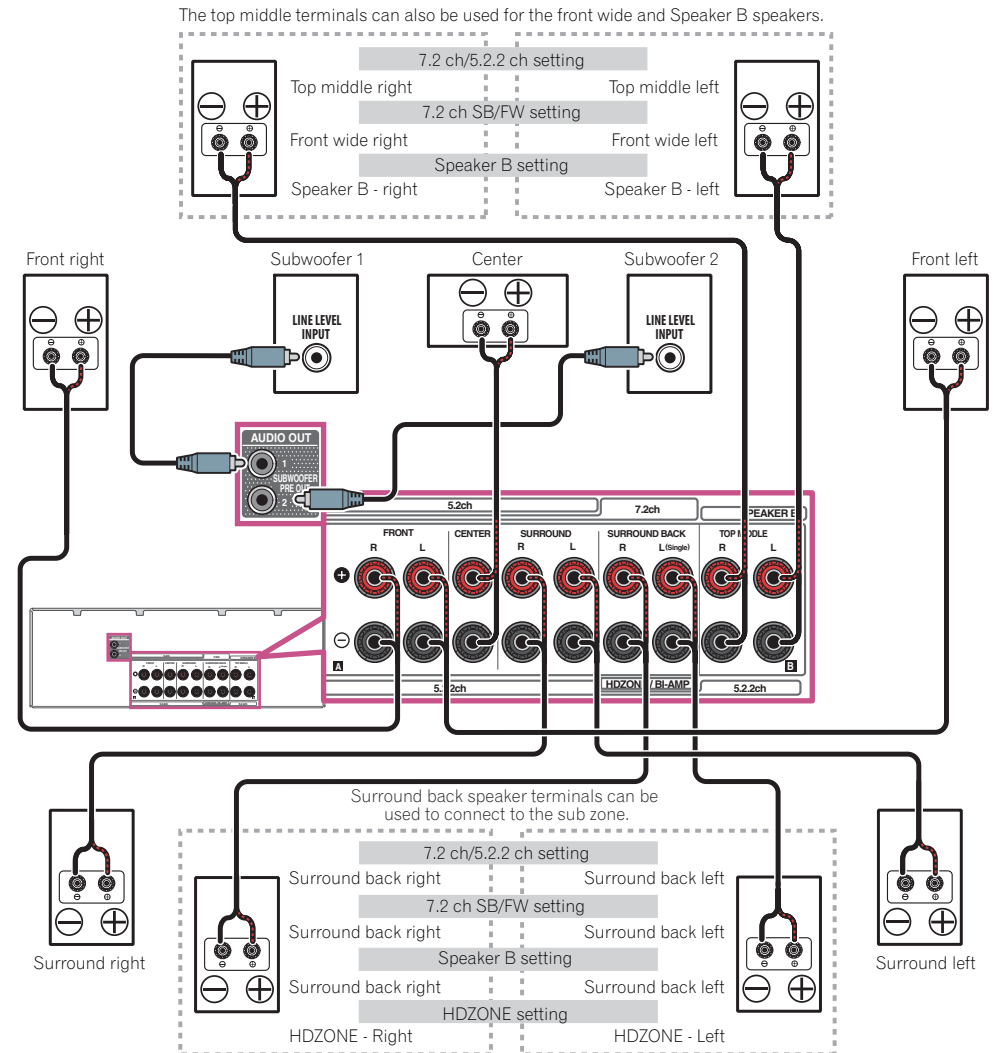 The top middle terminals can also be used for the front wide and Speaker B speakers.
7.2 ch/5.2.2 ch setting
Top middle right
Top middle left
7.2 ch SB/FW setting
Front wide right
Front wide left
Speaker B setting
Speaker B - right
Speaker B - left
Front right
Subwoofer 1
Center
Subwoofer 2
Front left
LINE LEVEL
INPUT
LINE LEVEL
INPUT
AUDIO OUT
1
SUBWOOFER
PRE OUT
2
5.2ch
7.2ch
FRONT
CENTER
SURROUND
SURROUND BACK
R
L
R
L
R
L(Single)
R
L
A
B
HDZONE / BI-AMP
5.2.2ch
Surround back speaker terminals can be
used to connect to the sub zone.
7.2 ch/5.2.2 ch setting
Surround back right
Surround back left
7.2 ch SB/FW setting
Surround back right
Surround back left
Speaker B setting
Surround back right
Surround back left
HDZONE setting
HDZONE - Right
HDZONE - Left
Surround right
Surround left